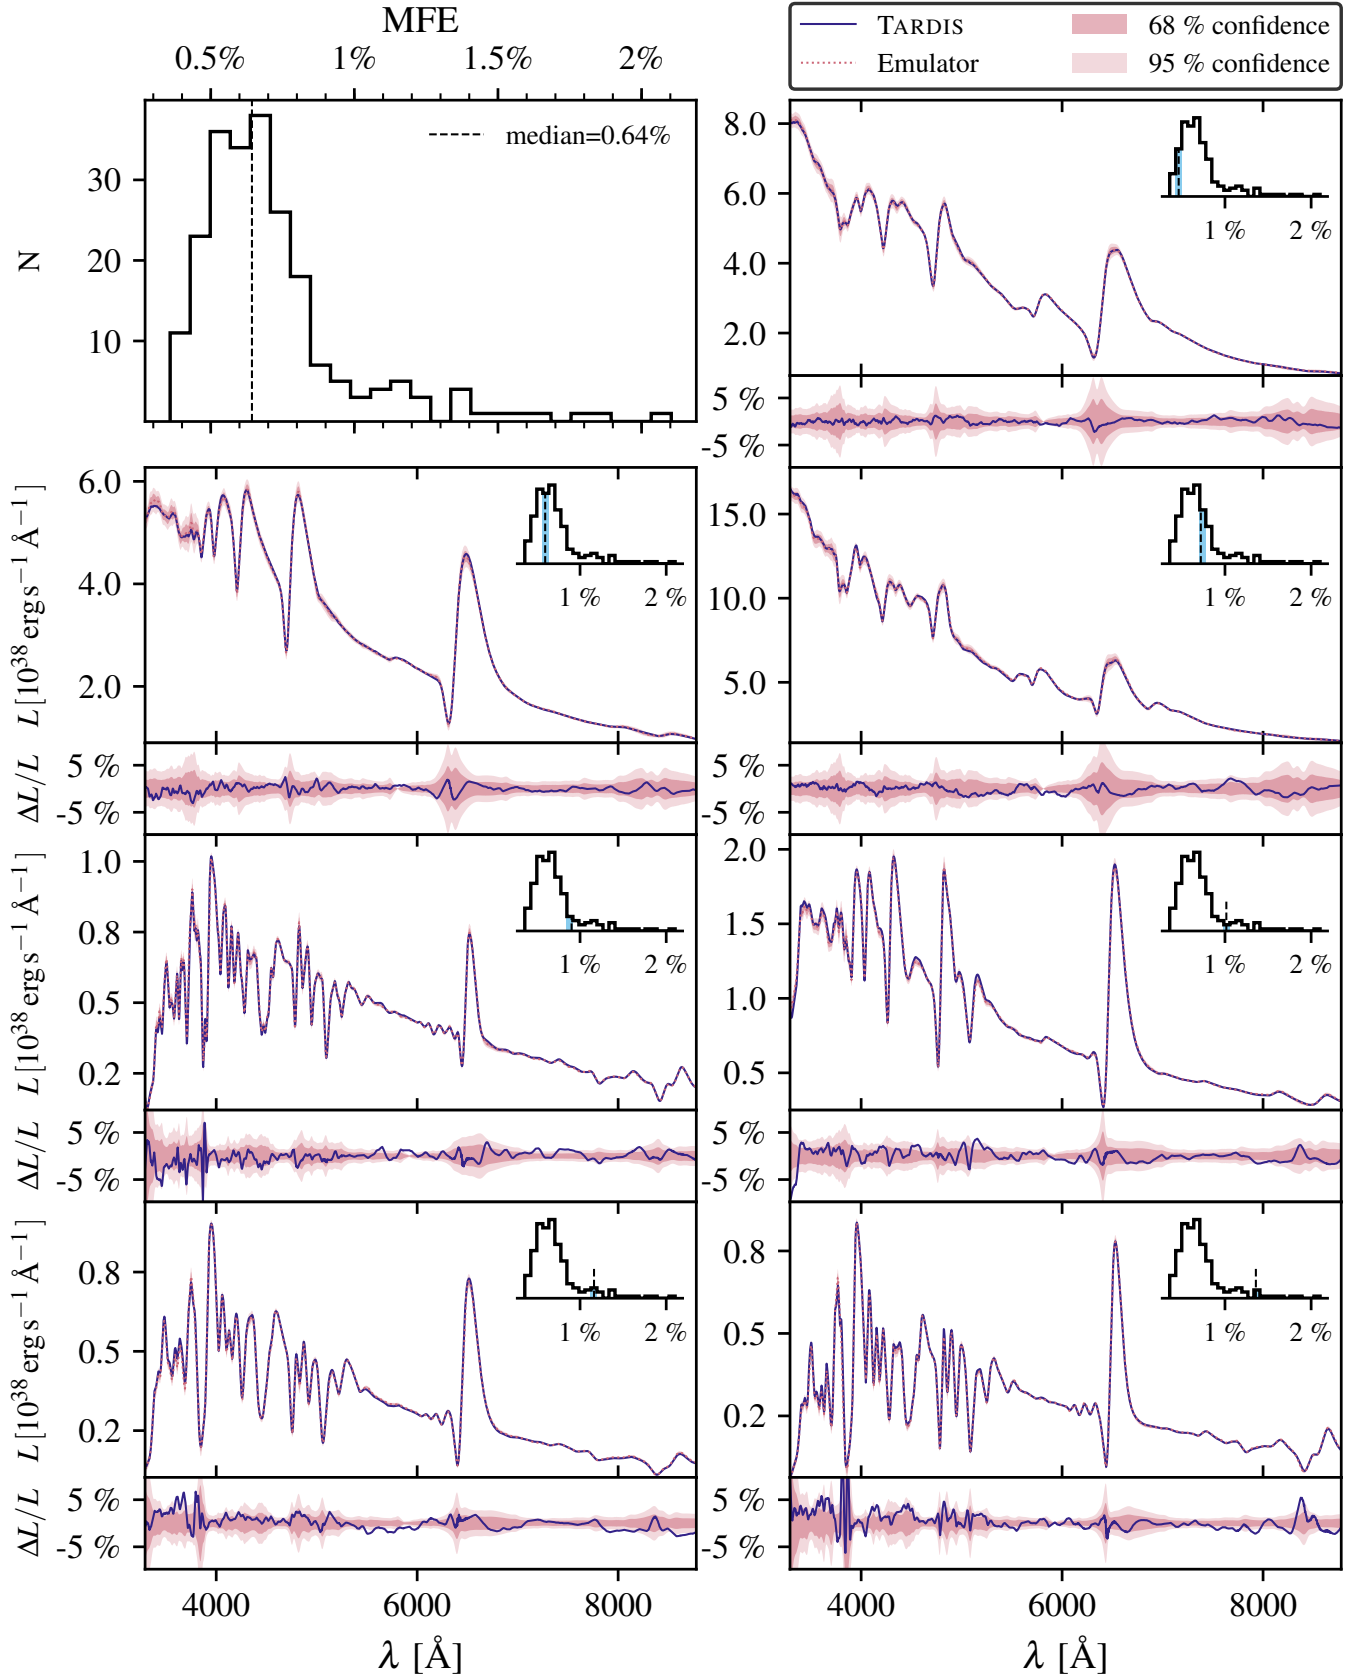 MFE
0.5% 1% 1.5% 2%
TARDIS 68 % confidence
Emulator 95 % confidence
median=0.64%
N
30
20
10
8.0
6.0
4.0
2.0
1 % 2 %
5 %
-5 %
L [10³⁸ erg s⁻¹ Å⁻¹]
6.0
4.0
2.0
1 % 2 %
ΔL/L
5 %
-5 %
15.0
10.0
5.0
1 % 2 %
5 %
-5 %
L [10³⁸ erg s⁻¹ Å⁻¹]
1.0
0.8
0.5
0.2
1 % 2 %
ΔL/L
5 %
-5 %
2.0
1.5
1.0
0.5
1 % 2 %
5 %
-5 %
L [10³⁸ erg s⁻¹ Å⁻¹]
0.8
0.5
0.2
1 % 2 %
ΔL/L
5 %
-5 %
4000 6000 8000
λ [Å]
0.8
0.5
0.2
1 % 2 %
5 %
-5 %
4000 6000 8000
λ [Å]